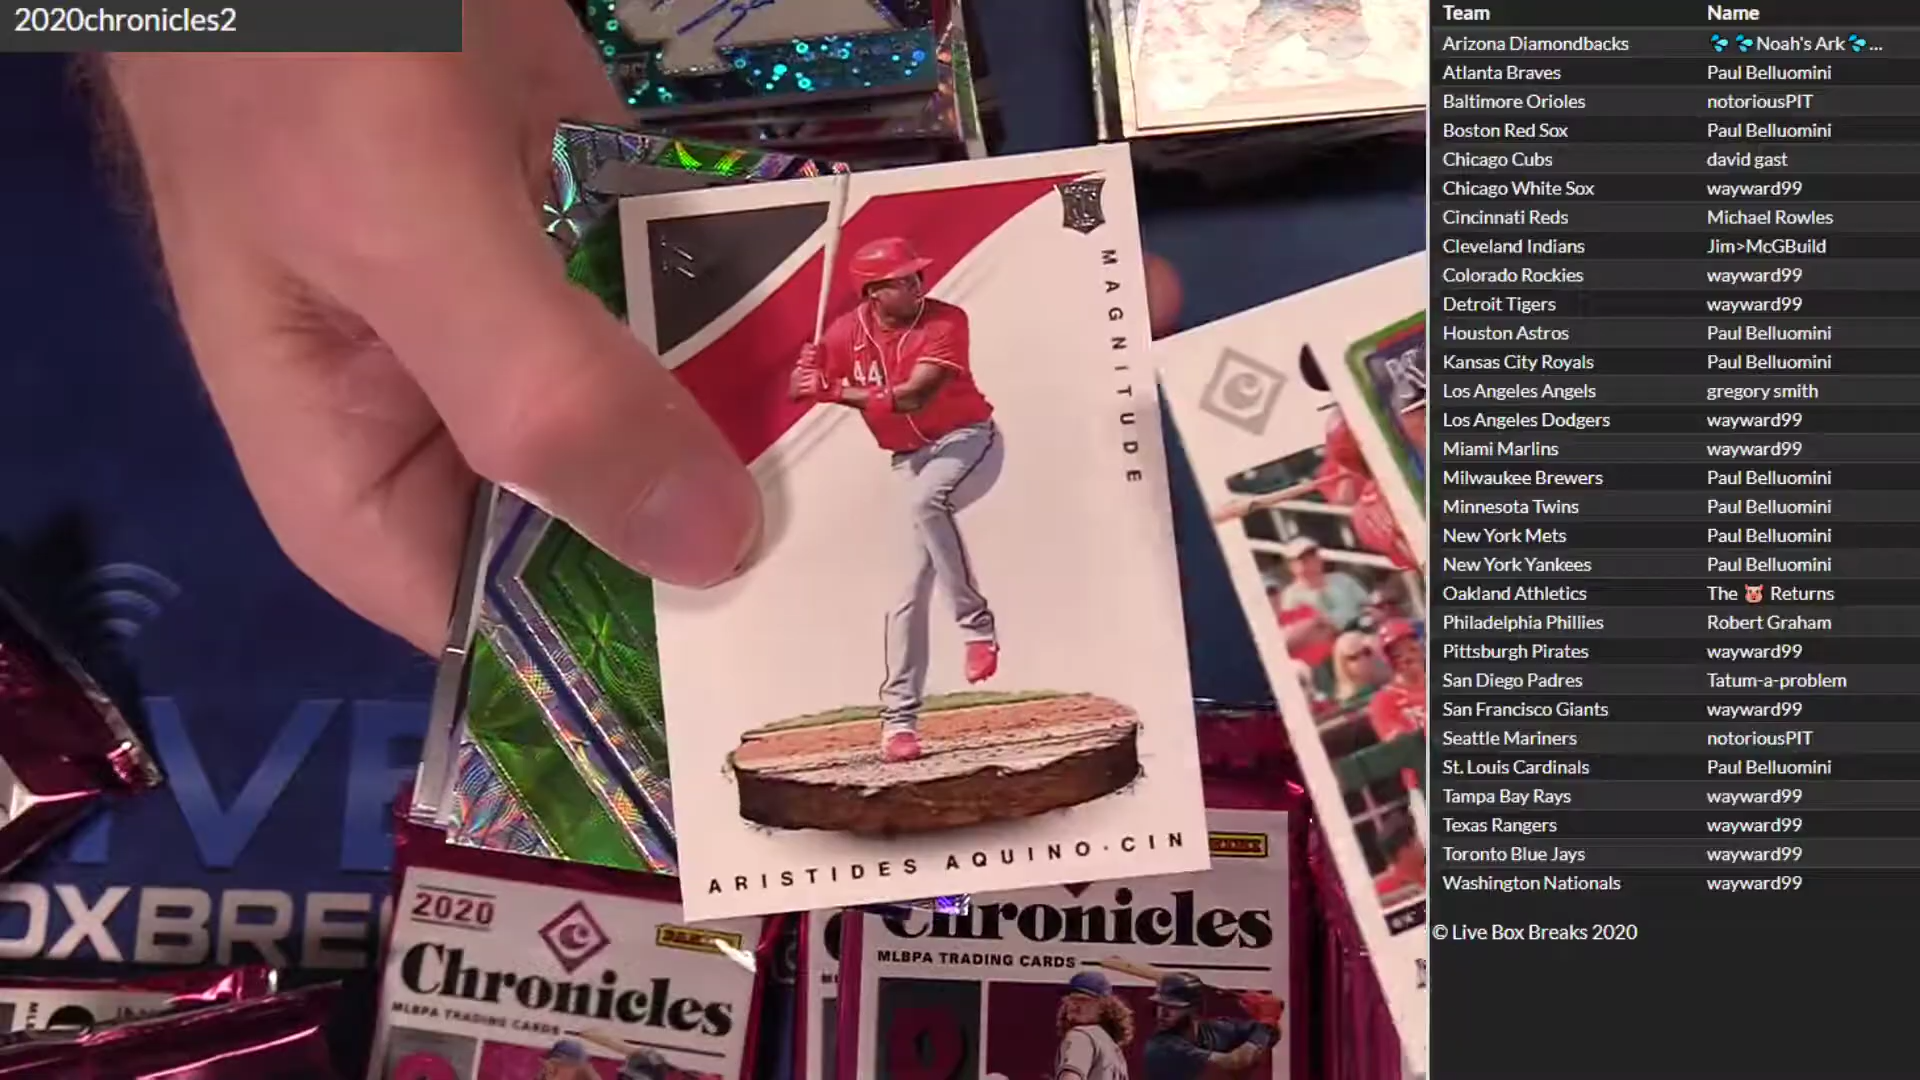 2020chronicles2
Team Name
Arizona Diamondbacks 💦 💦Noah's Ark💦...
Atlanta Braves Paul Belluomini
Baltimore Orioles notoriousPIT
Boston Red Sox Paul Belluomini
Chicago Cubs david gast
Chicago White Sox wayward99
Cincinnati Reds Michael Rowles
Cleveland Indians Jim>McGBuild
Colorado Rockies wayward99
Detroit Tigers wayward99
Houston Astros Paul Belluomini
Kansas City Royals Paul Belluomini
Los Angeles Angels gregory smith
Los Angeles Dodgers wayward99
Miami Marlins wayward99
Milwaukee Brewers Paul Belluomini
Minnesota Twins Paul Belluomini
New York Mets Paul Belluomini
New York Yankees Paul Belluomini
Oakland Athletics The 🐷 Returns
Philadelphia Phillies Robert Graham
Pittsburgh Pirates wayward99
San Diego Padres Tatum-a-problem
San Francisco Giants wayward99
Seattle Mariners notoriousPIT
St. Louis Cardinals Paul Belluomini
Tampa Bay Rays wayward99
Texas Rangers wayward99
Toronto Blue Jays wayward99
Washington Nationals wayward99
© Live Box Breaks 2020
RC
MAGNITUDE
44
ARISTIDES AQUINO·CIN
2020
PANINI
Chronicles
MLBPA TRADING CARDS
Chronicles
MLBPA TRADING CARDS